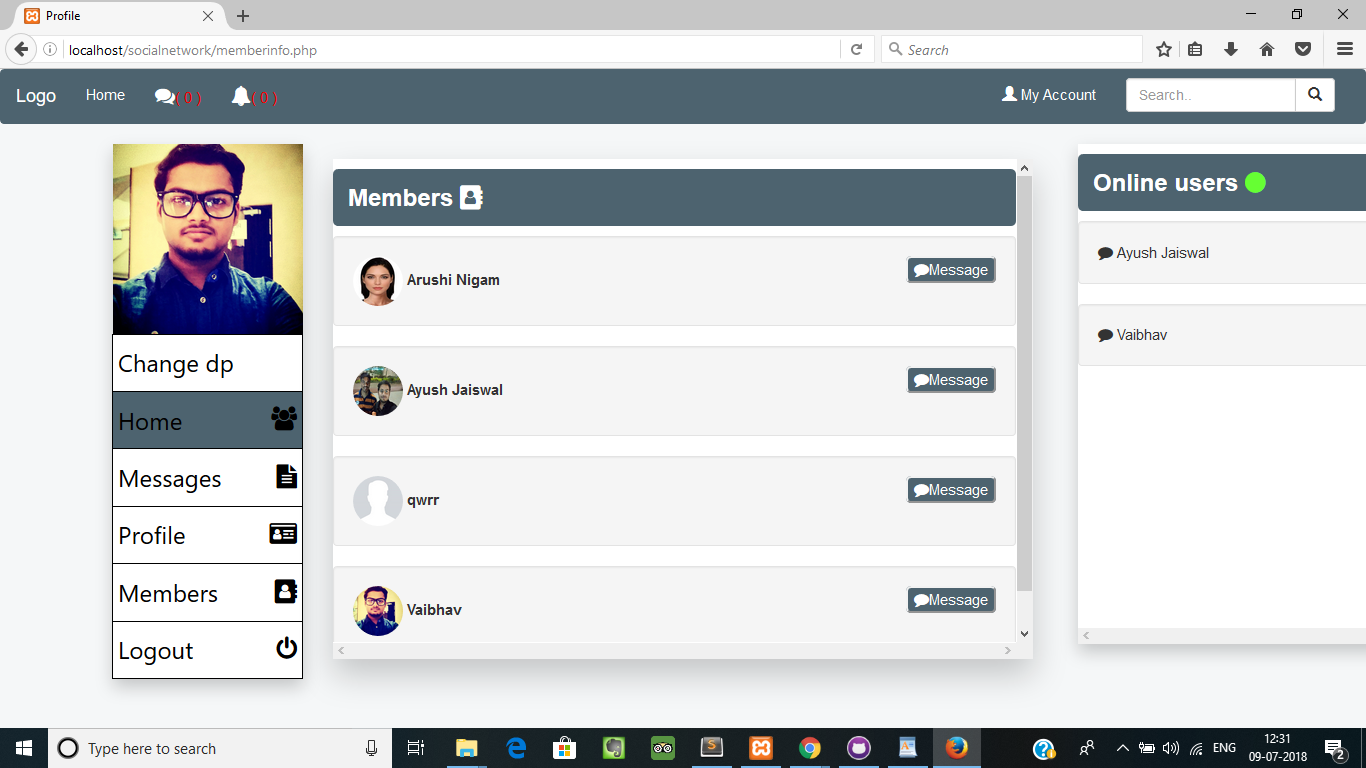 Profile
localhost/socialnetwork/memberinfo.php
Search
Logo
Home
( 0 )
( 0 )
My Account
Search..
Change dp
Home
Messages
Profile
Members
Logout
Members
Arushi Nigam
Message
Ayush Jaiswal
Message
qwrr
Message
Vaibhav
Message
Online users
Ayush Jaiswal
Vaibhav
Type here to search
ENG
12:31
09-07-2018
2